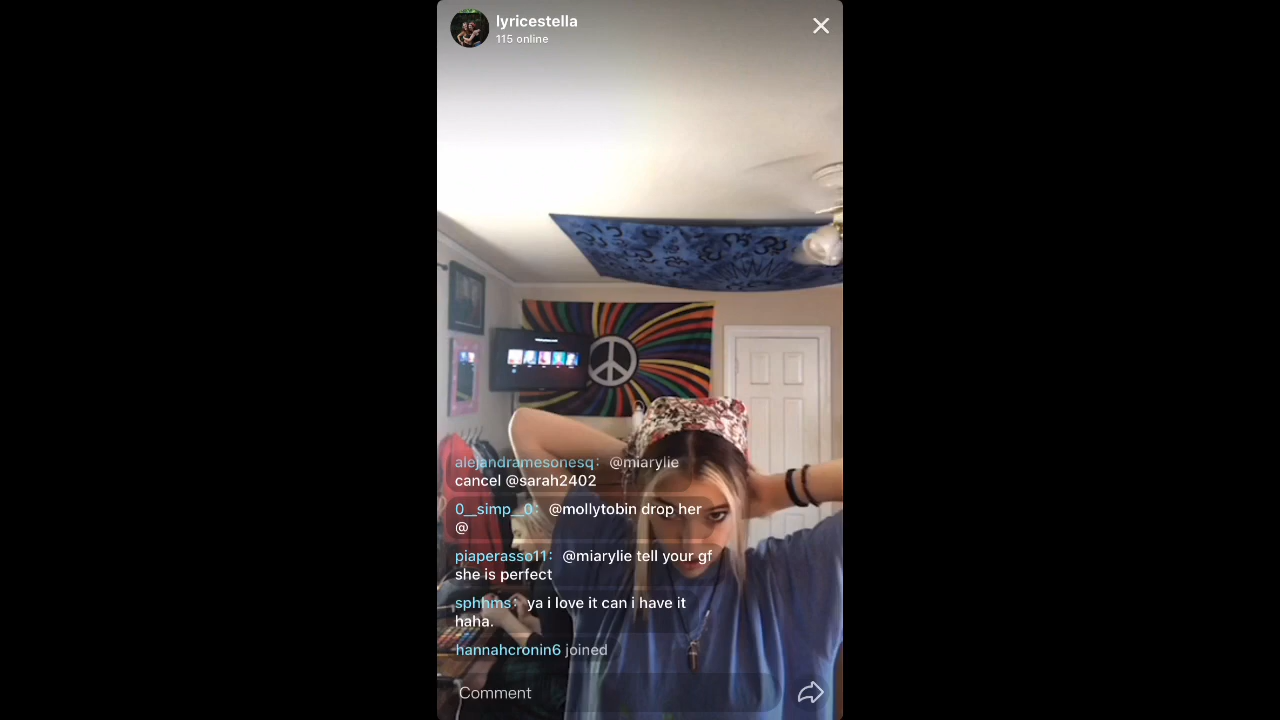 lyricestella
115 online
alejandramesonesq: @miarylie
cancel @sarah2402
0__simp__0: @mollytobin drop her
@
piaperasso11: @miarylie tell your gf
she is perfect
sphhms: ya i love it can i have it
haha.
hannahcronin6 joined
Comment